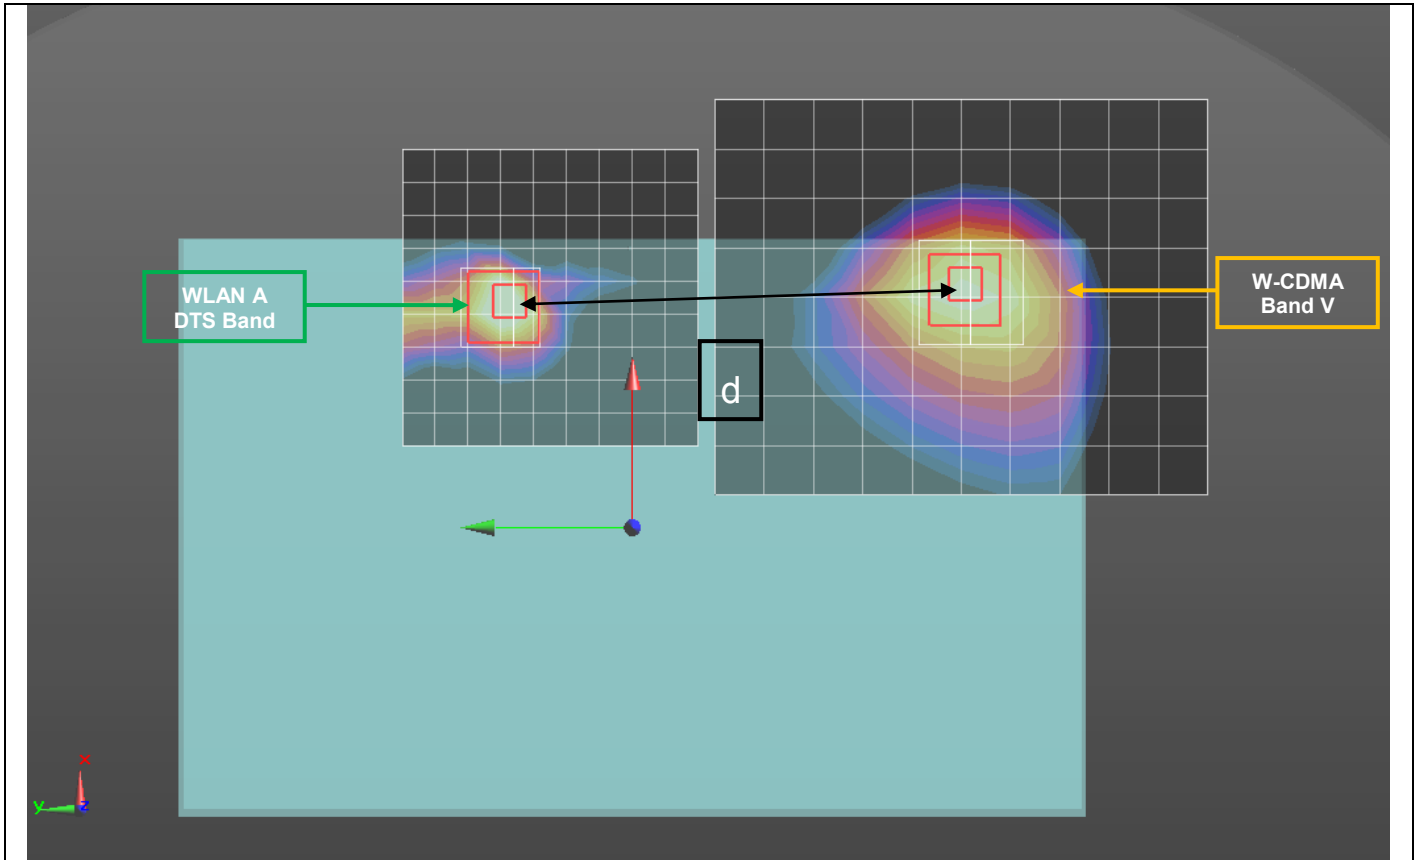 WLAN A
DTS Band
W-CDMA
Band V
d
x
y
z